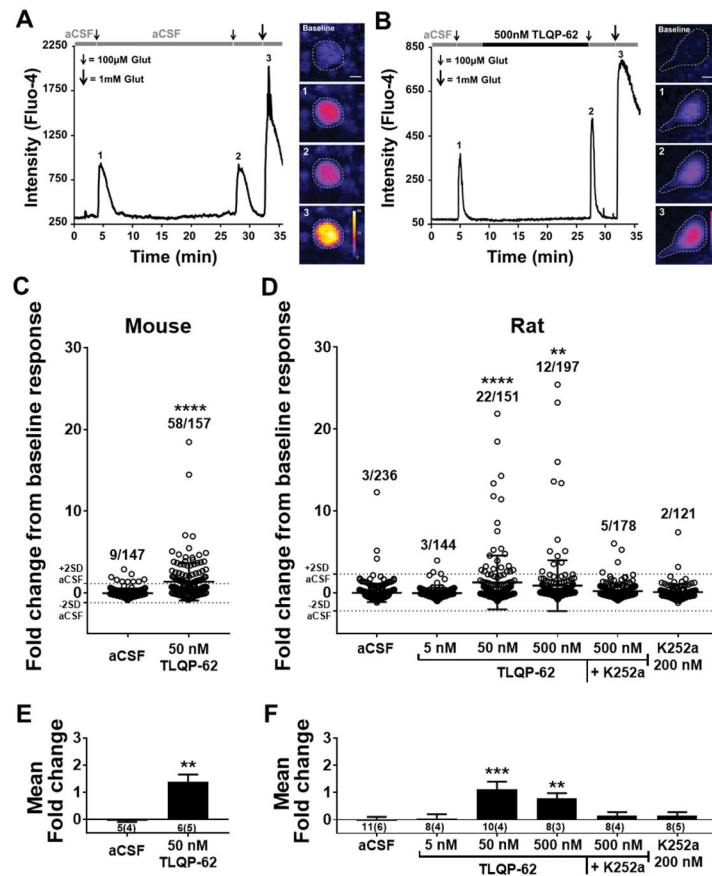 A
aCSF
aCSF
= 100µM Glut
= 1mM Glut
Intensity (Fluo-4)
2250
1750
1250
750
250
1
2
3
0
5
10
15
20
25
30
35
Time (min)
Baseline
1
2
3
B
aCSF
500nM TLQP-62
= 100µM Glut
= 1mM Glut
Intensity (Fluo-4)
850
650
450
250
50
1
2
3
0
5
10
15
20
25
30
35
Time (min)
Baseline
1
2
3
C
Mouse
Fold change from baseline response
30
20
10
0
+2SD
aCSF
-2SD
aCSF
9/147
****
58/157
aCSF
50 nM
TLQP-62
D
Rat
Fold change from baseline response
30
20
10
0
+2SD
aCSF
-2SD
aCSF
3/236
3/144
****
22/151
**
12/197
5/178
2/121
aCSF
5 nM
50 nM
500 nM
500 nM
K252a
200 nM
TLQP-62
+ K252a
E
Mean
Fold change
3
2
1
0
**
5(4)
6(5)
aCSF
50 nM
TLQP-62
F
Mean
Fold change
3
2
1
0
***
**
11(6)
8(4)
10(4)
8(3)
8(4)
8(5)
aCSF
5 nM
50 nM
500 nM
500 nM
K252a
200 nM
TLQP-62
+ K252a